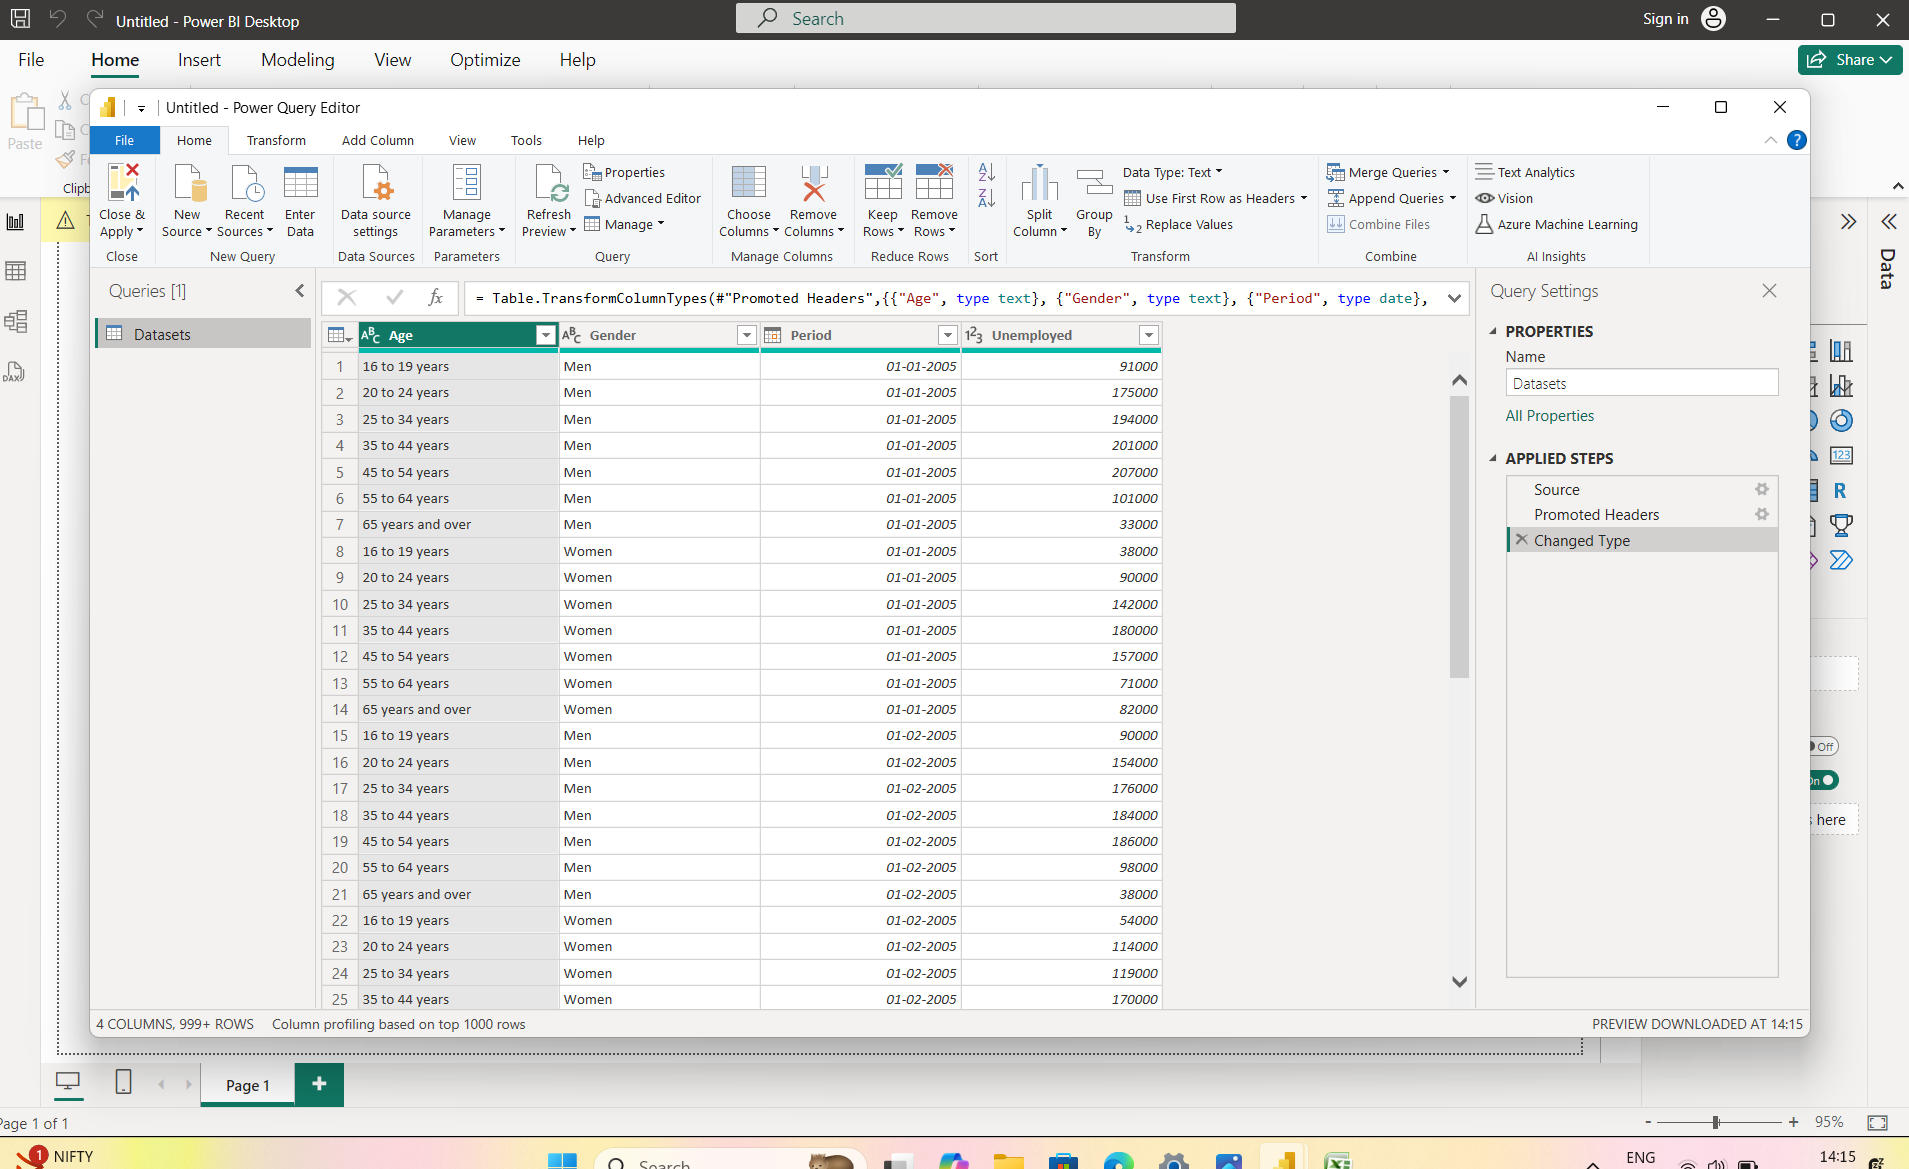 Untitled - Power BI Desktop
Search
Sign in
File
Home
Insert
Modeling
View
Optimize
Help
Share
Paste
Clipb
Untitled - Power Query Editor
File
Home
Transform
Add Column
View
Tools
Help
Close & Apply
New Source
Recent Sources
Enter Data
Data source settings
Manage Parameters
Refresh Preview
Properties
Advanced Editor
Manage
Choose Columns
Remove Columns
Keep Rows
Remove Rows
Split Column
Group By
Data Type: Text
Use First Row as Headers
Replace Values
Merge Queries
Append Queries
Combine Files
Text Analytics
Vision
Azure Machine Learning
Close
New Query
Data Sources
Parameters
Query
Manage Columns
Reduce Rows
Sort
Transform
Combine
AI Insights
Data
Queries [1]
Datasets
fx
= Table.TransformColumnTypes(#"Promoted Headers",{{"Age", type text}, {"Gender", type text}, {"Period", type date},
Age Gender Period Unemployed
1 16 to 19 years Men 01-01-2005 91000
2 20 to 24 years Men 01-01-2005 175000
3 25 to 34 years Men 01-01-2005 194000
4 35 to 44 years Men 01-01-2005 201000
5 45 to 54 years Men 01-01-2005 207000
6 55 to 64 years Men 01-01-2005 101000
7 65 years and over Men 01-01-2005 33000
8 16 to 19 years Women 01-01-2005 38000
9 20 to 24 years Women 01-01-2005 90000
10 25 to 34 years Women 01-01-2005 142000
11 35 to 44 years Women 01-01-2005 180000
12 45 to 54 years Women 01-01-2005 157000
13 55 to 64 years Women 01-01-2005 71000
14 65 years and over Women 01-01-2005 82000
15 16 to 19 years Men 01-02-2005 90000
16 20 to 24 years Men 01-02-2005 154000
17 25 to 34 years Men 01-02-2005 176000
18 35 to 44 years Men 01-02-2005 184000
19 45 to 54 years Men 01-02-2005 186000
20 55 to 64 years Men 01-02-2005 98000
21 65 years and over Men 01-02-2005 38000
22 16 to 19 years Women 01-02-2005 54000
23 20 to 24 years Women 01-02-2005 114000
24 25 to 34 years Women 01-02-2005 119000
25 35 to 44 years Women 01-02-2005 170000
Query Settings
PROPERTIES
Name
Datasets
All Properties
APPLIED STEPS
Source
Promoted Headers
Changed Type
Off
here
4 COLUMNS, 999+ ROWS
Column profiling based on top 1000 rows
PREVIEW DOWNLOADED AT 14:15
Page 1
Page 1 of 1
95%
1
NIFTY
Search
ENG
14:15